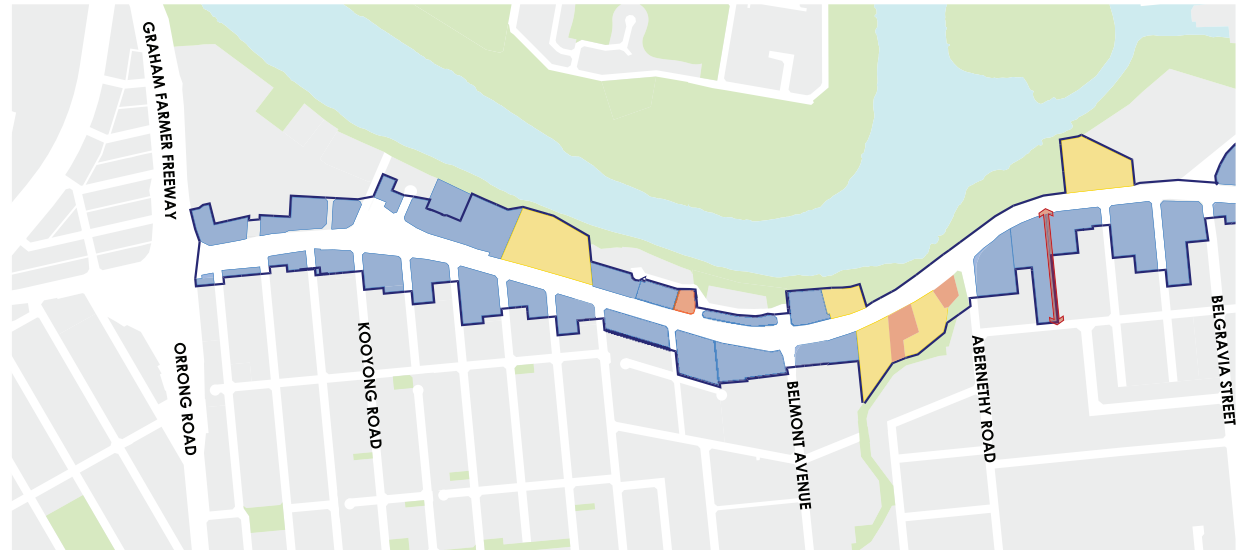 GRAHAM FARMER FREEWAY
ORRONG ROAD
KOOYONG ROAD
BELMONT AVENUE
ABERNETHY ROAD
BELGRAVIA STREET